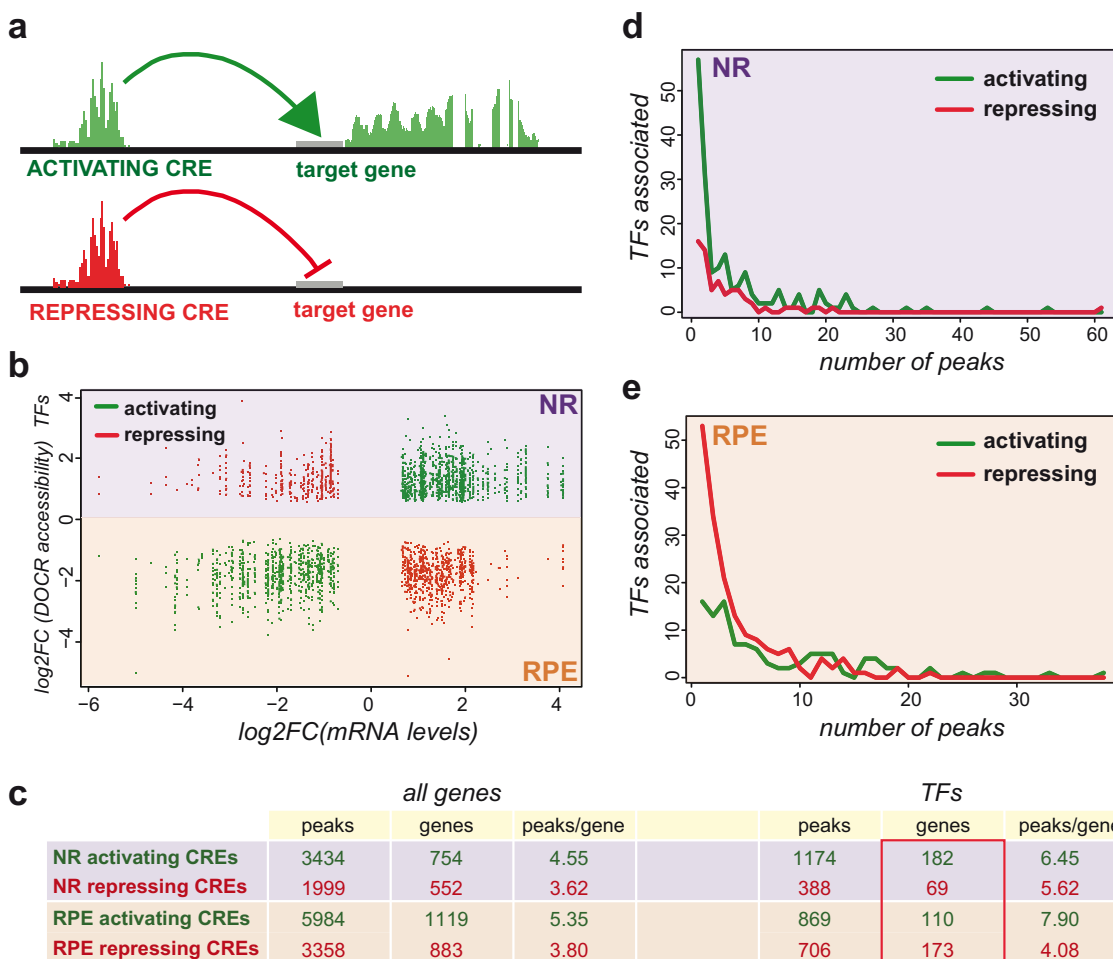 a
ACTIVATING CRE
target gene
REPRESSING CRE
target gene
b
activating
repressing
NR
RPE
log2FC (DOCR accessibility) TFs
4
2
0
−2
−4
−6
−4
−2
0
2
4
log2FC(mRNA levels)
d
NR
activating
repressing
TFs associated
50
40
30
20
10
0
0
10
20
30
40
50
60
number of peaks
e
RPE
activating
repressing
TFs associated
50
40
30
20
10
0
0
10
20
30
number of peaks
c
all genes TFs
peaks genes peaks/gene peaks genes peaks/gene
NR activating CREs 3434 754 4.55 1174 182 6.45
NR repressing CREs 1999 552 3.62 388 69 5.62
RPE activating CREs 5984 1119 5.35 869 110 7.90
RPE repressing CREs 3358 883 3.80 706 173 4.08